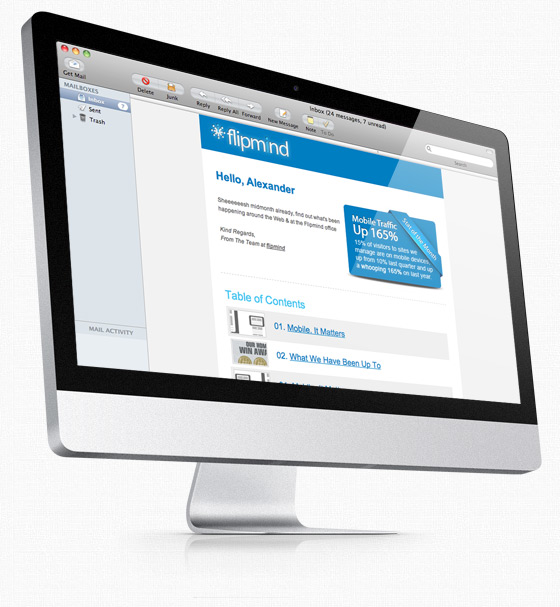 Inbox (24 messages, 7 unread)
Get Mail
Delete
Junk
Reply
Reply All
Forward
New Message
Note
To Do
Search
MAILBOXES
Inbox 7
Sent
Trash
MAIL ACTIVITY
flipmind
Hello, Alexander
Sheeeeeesh midmonth already, find out what's been
happening around the Web & at the Flipmind office
Kind Regards,
From The Team at flipmind
Stat of the Month
Mobile Traffic
Up 165%
15% of visitors to sites we
manage are on mobile devices
up from 10% last quarter and up
a whooping 165% on last year
Table of Contents
01. Mobile, It Matters
WIN AWA
02. What We Have Been Up To